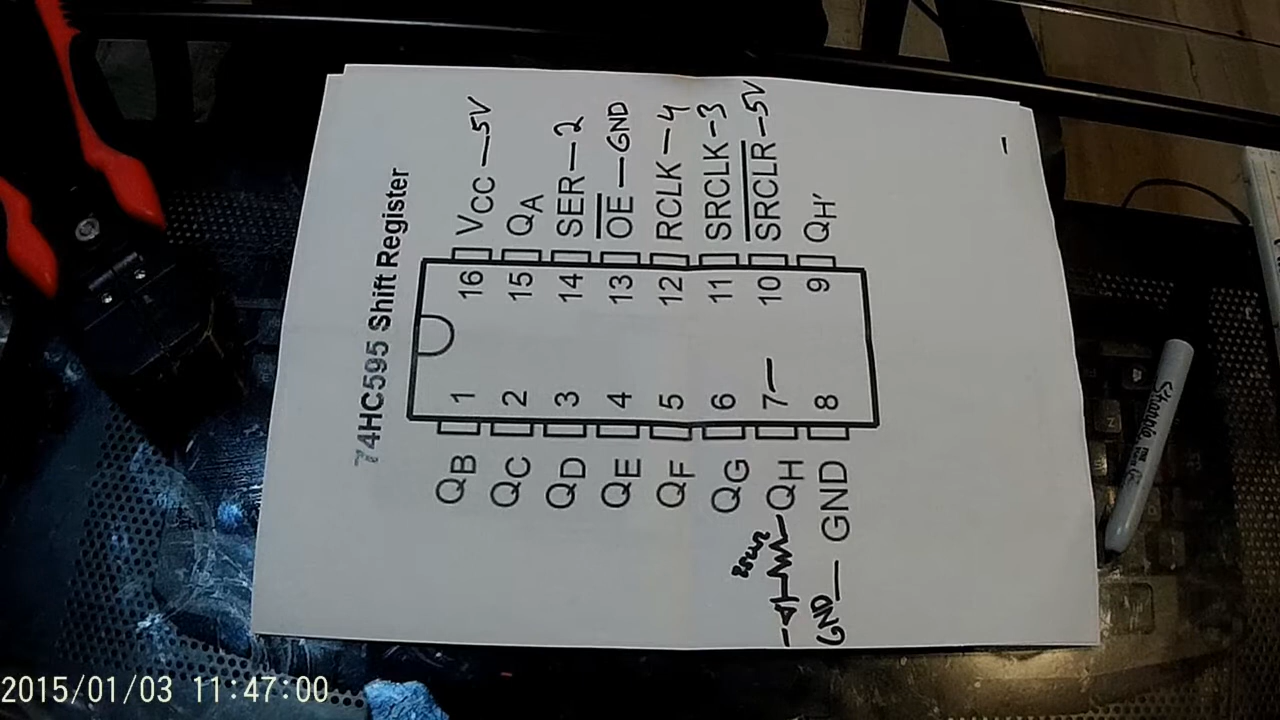 74HC595 Shift Register
QB 1 16 VCC — 5V
QC 2 15 QA
QD 3 14 SER — 2
QE 4 13 OE — GND
QF 5 12 RCLK — 4
QG 6 11 SRCLK — 3
QH 7 10 SRCLR — 5V
GND — GND 8 9 QH'
Sharpie
2015/01/03 11:47:00